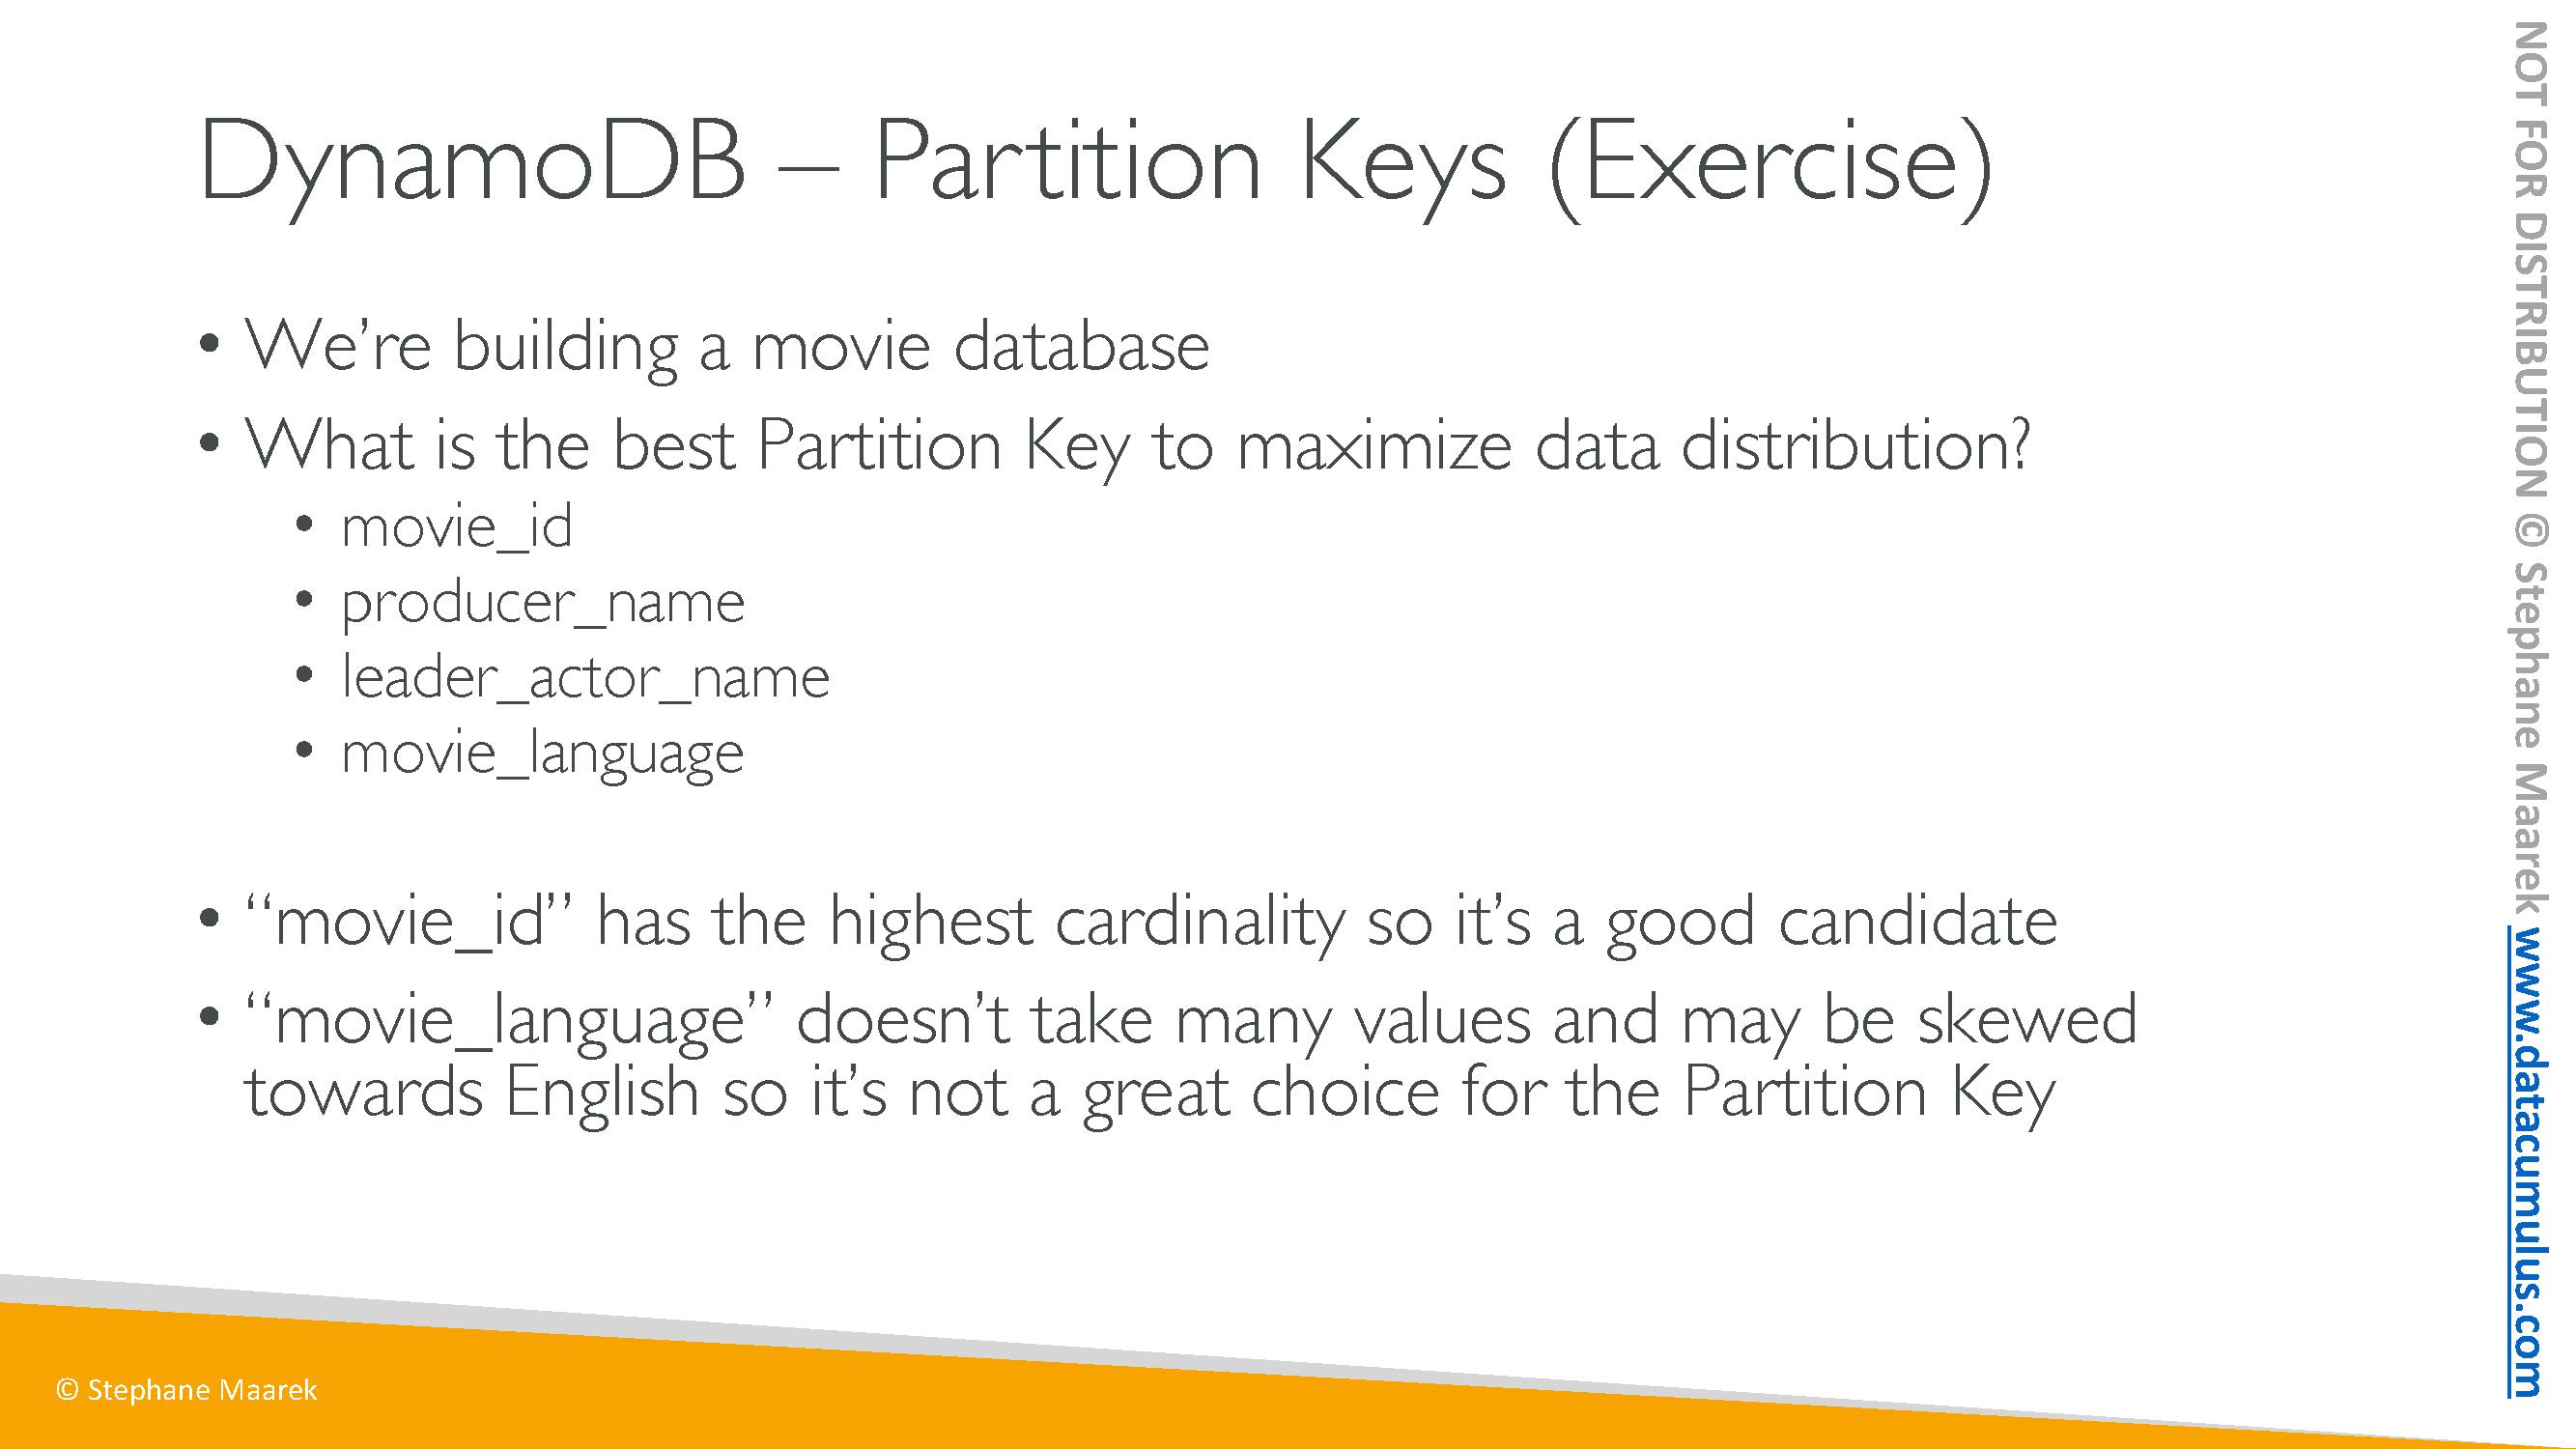 DynamoDB – Partition Keys (Exercise)
• We’re building a movie database
• What is the best Partition Key to maximize data distribution?
• movie_id
• producer_name
• leader_actor_name
• movie_language
• “movie_id” has the highest cardinality so it’s a good candidate
• “movie_language” doesn’t take many values and may be skewed
towards English so it’s not a great choice for the Partition Key
© Stephane Maarek
NOT FOR DISTRIBUTION © Stephane Maarek www.datacumulus.com